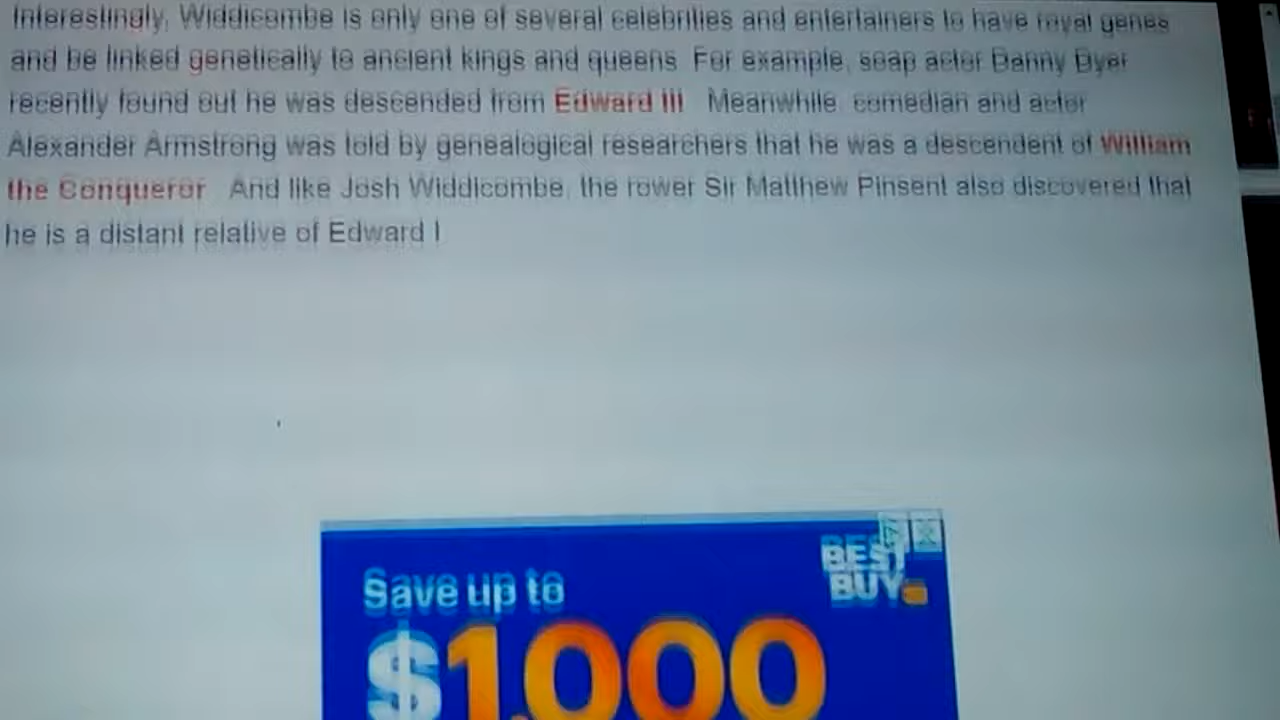 Interestingly, Widdicombe is only one of several celebrities and entertainers to have royal genes
and be linked genetically to ancient kings and queens. For example, soap actor Danny Dyer
recently found out he was descended from Edward III. Meanwhile, comedian and actor
Alexander Armstrong was told by genealogical researchers that he was a descendent of William
the Conqueror. And like Josh Widdicombe, the rower Sir Matthew Pinsent also discovered that
he is a distant relative of Edward I
BEST
BUY
Save up to
$1,000